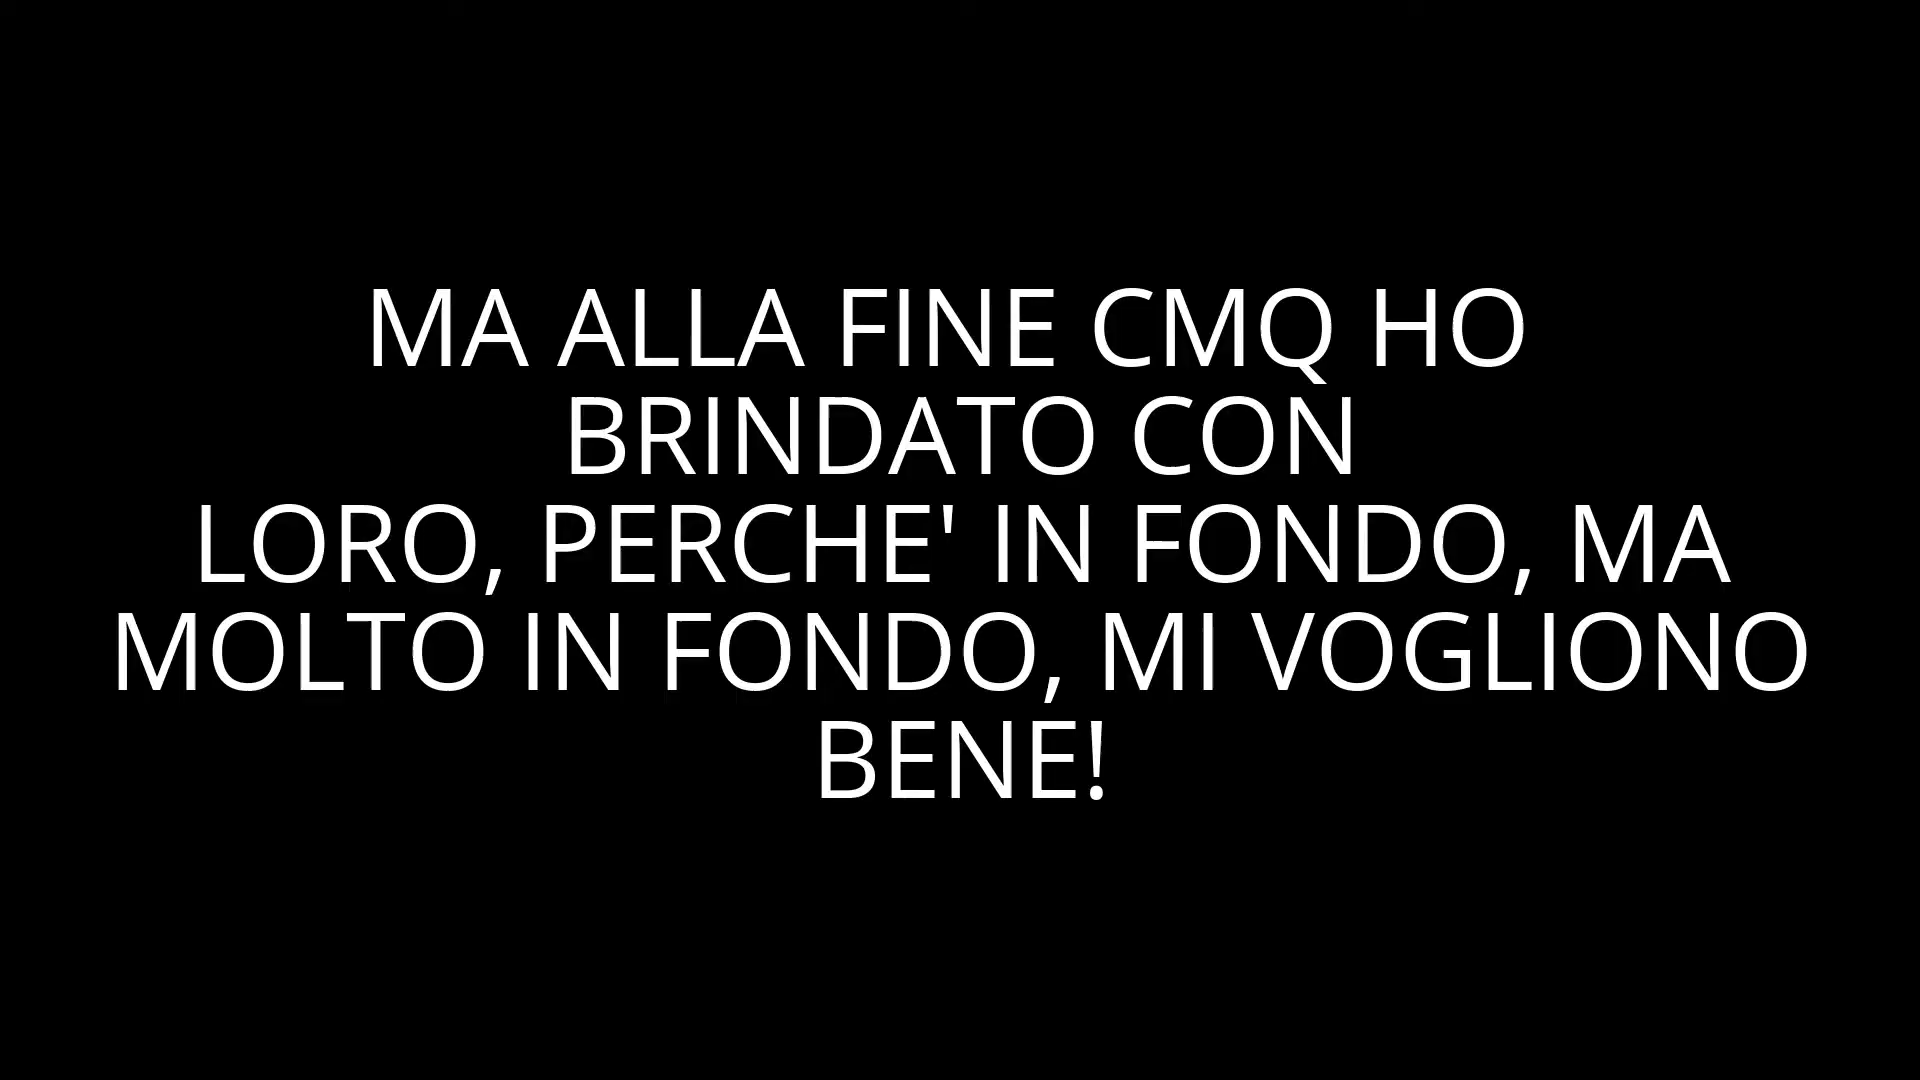 MA ALLA FINE CMQ HO
BRINDATO CON
LORO, PERCHE' IN FONDO, MA
MOLTO IN FONDO, MI VOGLIONO
BENE!